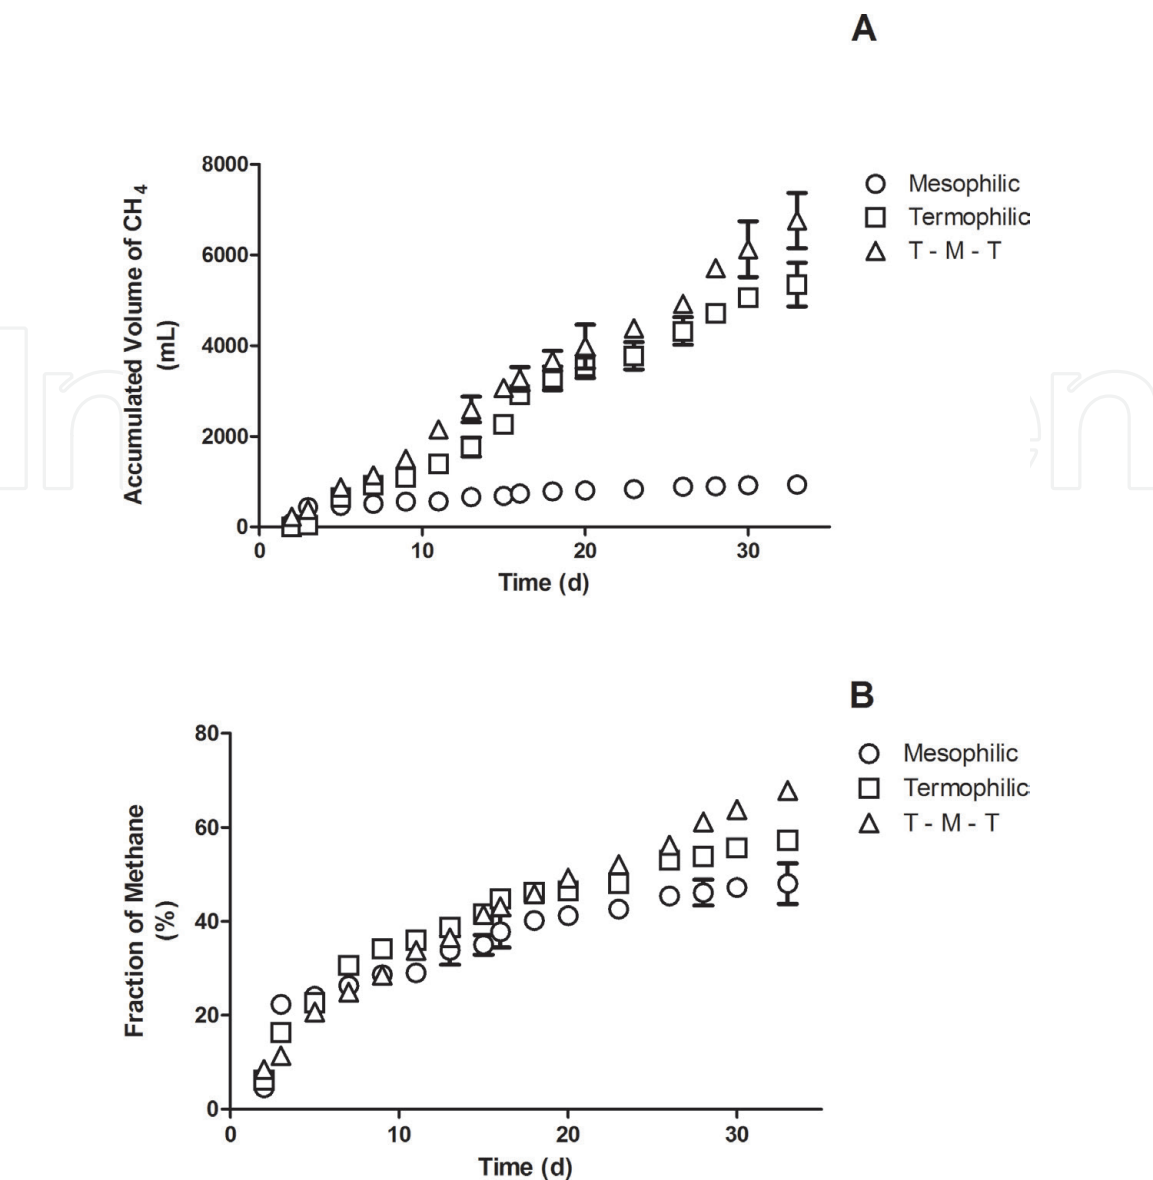 A
8000
6000
4000
2000
0
Accumulated Volume of CH4
(mL)
0 10 20 30
Time (d)
Mesophilic
Termophilic
T - M - T
B
80
60
40
20
0
Fraction of Methane
(%)
0 10 20 30
Time (d)
Mesophilic
Termophilic
T - M - T